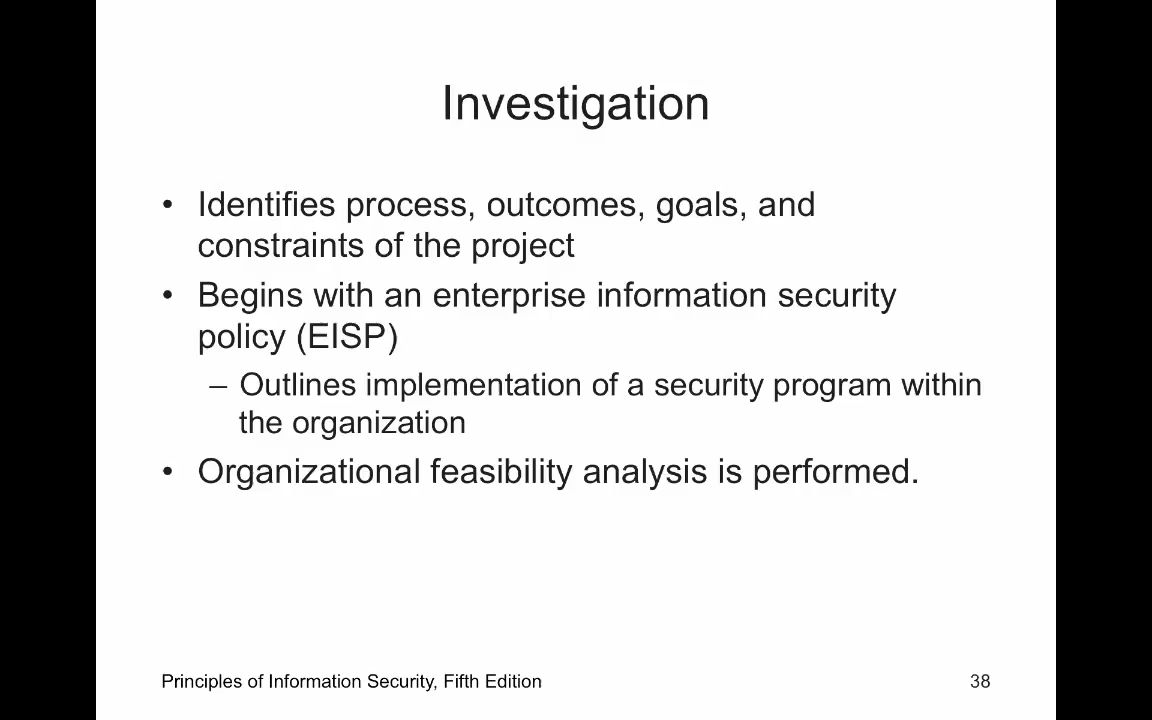 Investigation
• Identifies process, outcomes, goals, and
constraints of the project
• Begins with an enterprise information security
policy (EISP)
– Outlines implementation of a security program within
the organization
• Organizational feasibility analysis is performed.
Principles of Information Security, Fifth Edition
38